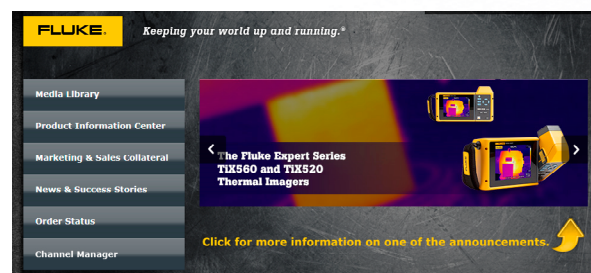 FLUKE®
Keeping your world up and running.®
Media Library
Product Information Center
Marketing & Sales Collateral
News & Success Stories
Order Status
Channel Manager
The Fluke Expert Series
TiX560 and TiX520
Thermal Imagers
Click for more information on one of the announcements.